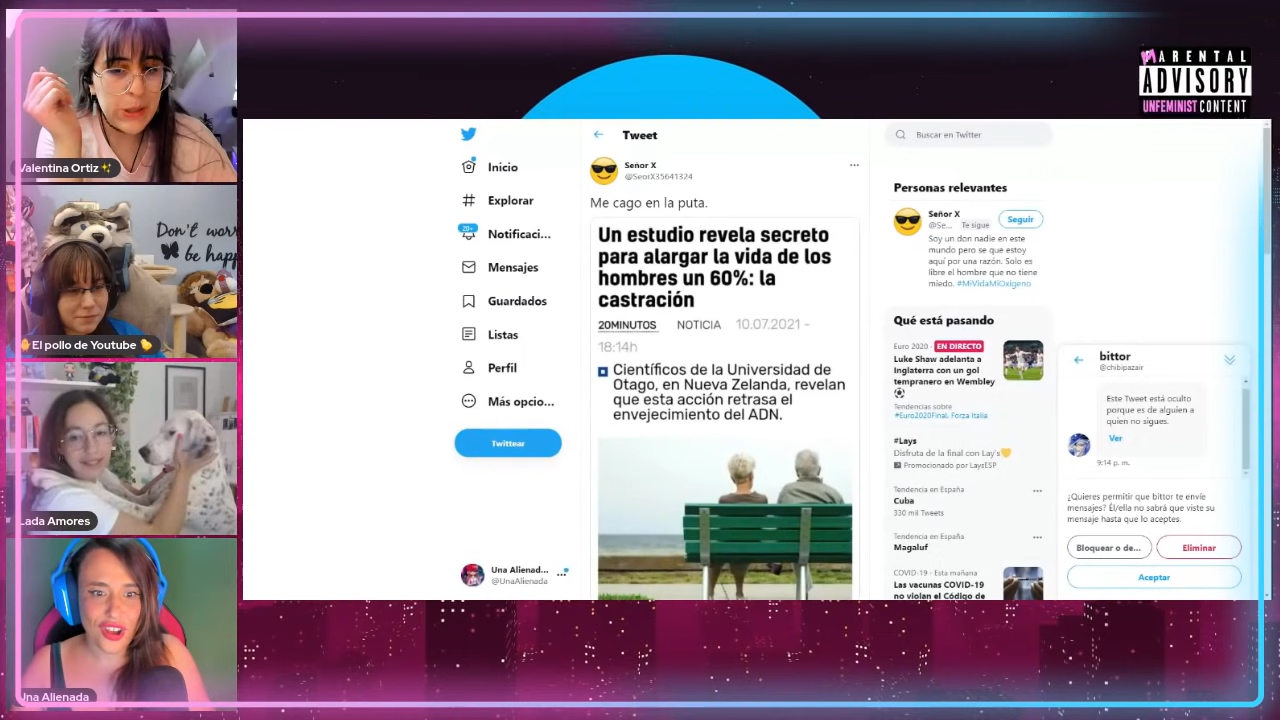 Valentina Ortiz✨
Don't wor
be happ
🐥El pollo de Youtube 🐤
Lada Amores
Una Alienada
PARENTAL
ADVISORY
UNFEMINIST CONTENT
Inicio
Explorar
20+
Notificaci...
Mensajes
Guardados
Listas
Perfil
Más opcio...
Twittear
Una Alienad...
@UnaAlienada
...
← Tweet
Señor X
@SeorX35641324
...
Me cago en la puta.
Un estudio revela secreto
para alargar la vida de los
hombres un 60%: la
castración
20MINUTOS NOTICIA 10.07.2021 -
18:14h
Científicos de la Universidad de
Otago, en Nueva Zelanda, revelan
que esta acción retrasa el
envejecimiento del ADN.
Buscar en Twitter
Personas relevantes
Señor X
@Se... Te sigue
Seguir
Soy un don nadie en este
mundo pero se que estoy
aquí por una razón. Solo es
libre el hombre que no tiene
miedo. #MiVidaMiOxigeno
Qué está pasando
Euro 2020 · EN DIRECTO
Luke Shaw adelanta a
Inglaterra con un gol
tempranero en Wembley
⚽
Tendencias sobre
#Euro2020Final, Forza Italia
#Lays
Disfruta de la final con Lay's💛
Promocionado por LaysESP
Tendencia en España
Cuba
330 mil Tweets
Tendencia en España
Magaluf
COVID-19 · Esta mañana
Las vacunas COVID-19
no violan el Código de
← bittor
@chibipazair
Este Tweet está oculto
porque es de alguien a
quien no sigues.
Ver
9:14 p. m.
¿Quieres permitir que bittor te envíe
mensajes? Él/ella no sabrá que viste su
mensaje hasta que lo aceptes.
Bloquear o de...
Eliminar
Aceptar